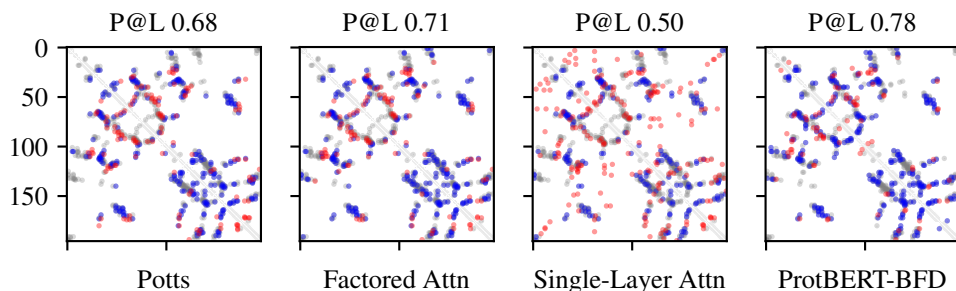 P@L 0.68 P@L 0.71 P@L 0.50 P@L 0.78
0
50
100
150
Potts Factored Attn Single-Layer Attn ProtBERT-BFD